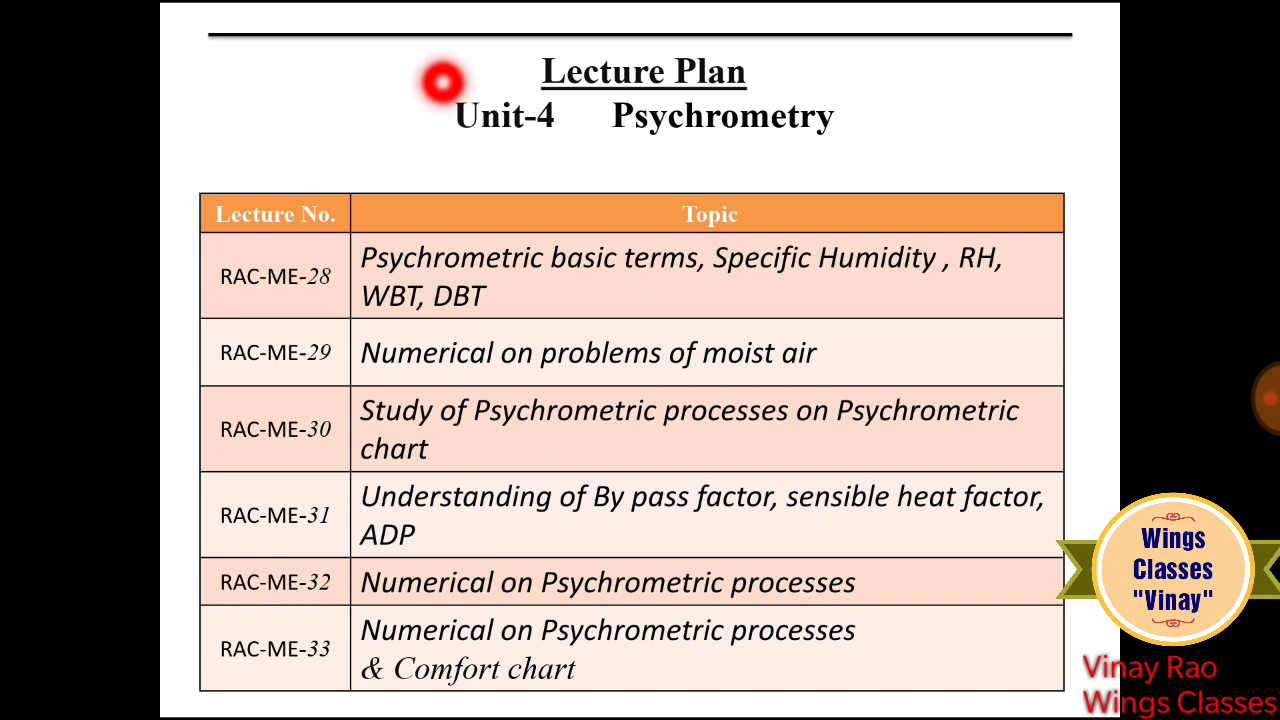 Lecture Plan
Unit-4 Psychrometry
Lecture No. Topic
RAC-ME-28
Psychrometric basic terms, Specific Humidity , RH,
WBT, DBT
RAC-ME-29
Numerical on problems of moist air
RAC-ME-30
Study of Psychrometric processes on Psychrometric
chart
RAC-ME-31
Understanding of By pass factor, sensible heat factor,
ADP
RAC-ME-32
Numerical on Psychrometric processes
RAC-ME-33
Numerical on Psychrometric processes
& Comfort chart
Wings
Classes
"Vinay"
Vinay Rao
Wings Classes